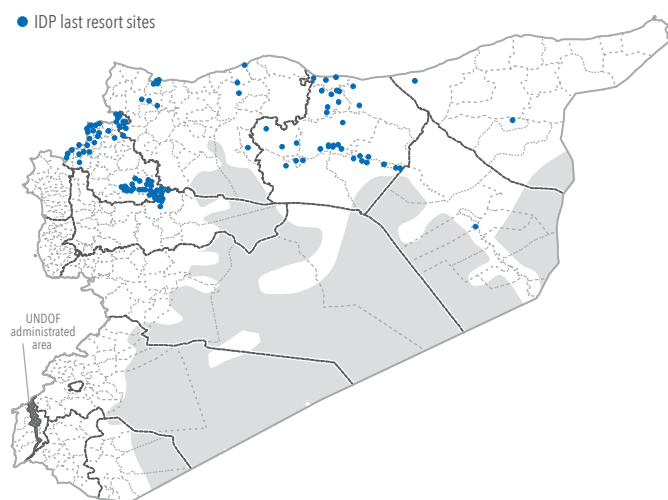 IDP last resort sites
UNDOF
administrated
area